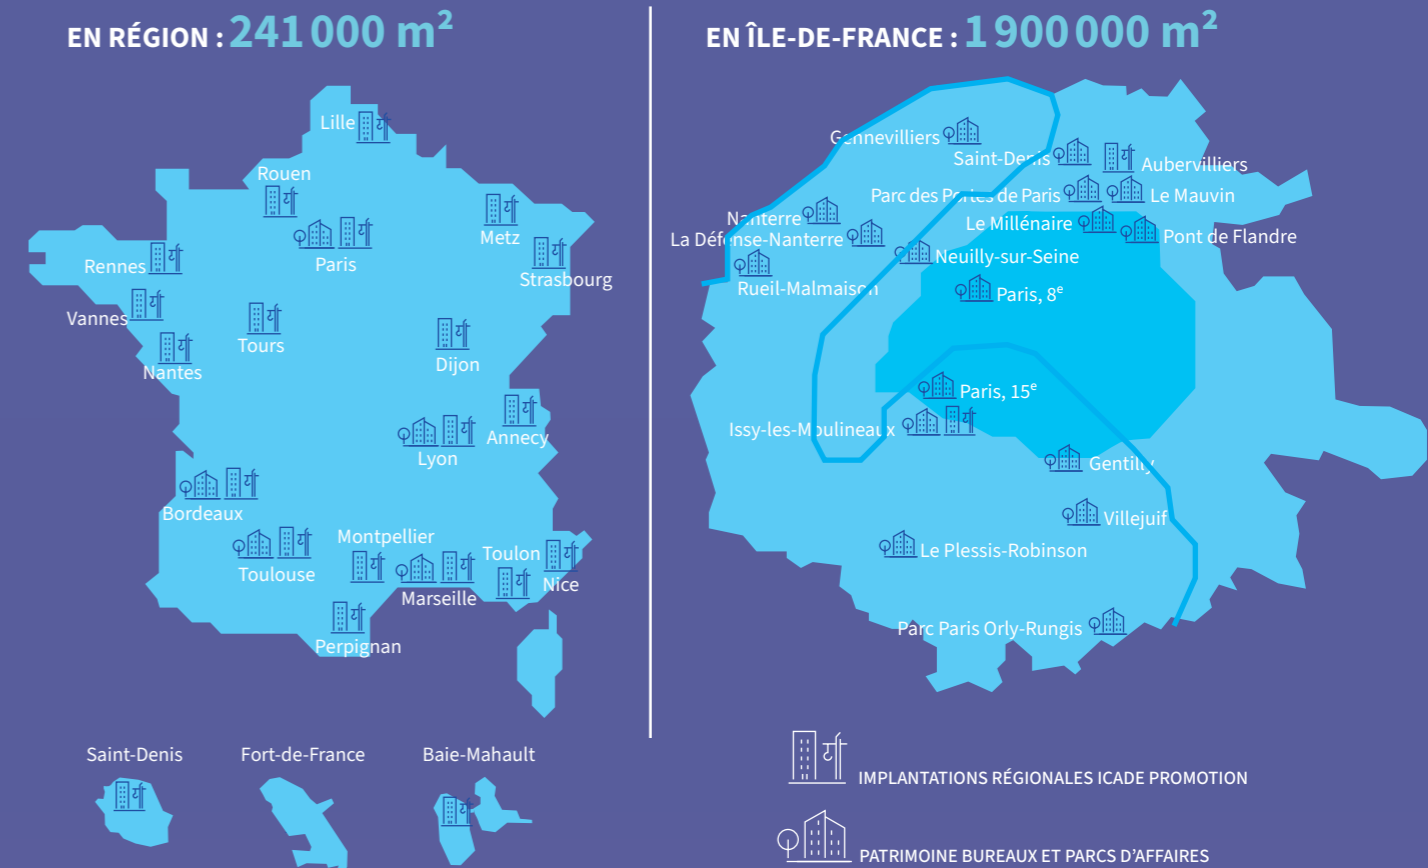 EN RÉGION : 241 000 m²
Lille
Rouen
Metz
Paris
Strasbourg
Rennes
Vannes
Tours
Nantes
Dijon
Annecy
Lyon
Bordeaux
Montpellier
Toulon
Toulouse
Nice
Marseille
Perpignan
Saint-Denis
Fort-de-France
Baie-Mahault
EN ÎLE-DE-FRANCE : 1 900 000 m²
Gennevilliers
Saint-Denis
Aubervilliers
Parc des Portes de Paris
Le Mauvin
Nanterre
Le Millénaire
La Défense-Nanterre
Pont de Flandre
Neuilly-sur-Seine
Rueil-Malmaison
Paris, 8e
Paris, 15e
Issy-les-Moulineaux
Gentilly
Villejuif
Le Plessis-Robinson
Parc Paris Orly-Rungis
IMPLANTATIONS RÉGIONALES ICADE PROMOTION
PATRIMOINE BUREAUX ET PARCS D'AFFAIRES